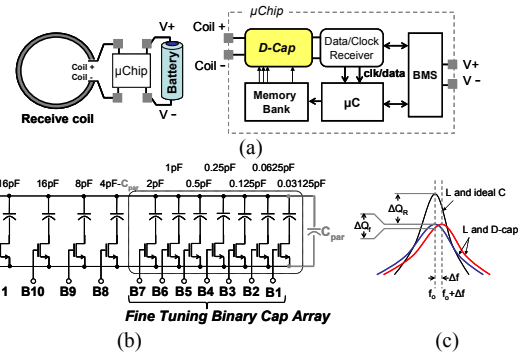 µChip
Coil +
Coil -
Receive coil
µChip
V+
V −
Battery
Coil +
Coil -
D-Cap
Data/Clock
Receiver
clk/data
Memory
Bank
µC
BMS
V+
V −
(a)
1pF 0.25pF 0.0625pF
16pF 16pF 8pF 4pF-Cpar 2pF 0.5pF 0.125pF 0.03125pF
Cpar
1 B10 B9 B8 B7 B6 B5 B4 B3 B2 B1
Fine Tuning Binary Cap Array
(b)
L and ideal C
ΔQR
ΔQf
L and D-cap
Δf
fo fo+Δf
(c)